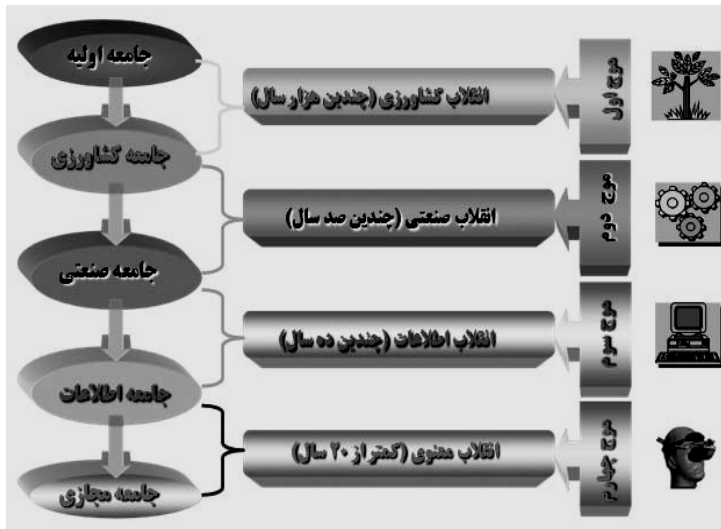 جامعه اولیه
انقلاب کشاورزی (چندین هزار سال)
موج اول
جامعه کشاورزی
انقلاب صنعتی (چندین صد سال)
موج دوم
جامعه صنعتی
انقلاب اطلاعات (چندین ده سال)
موج سوم
جامعه اطلاعات
انقلاب معنوی (کمتر از ۲۰ سال)
موج چهارم
جامعه مجازی